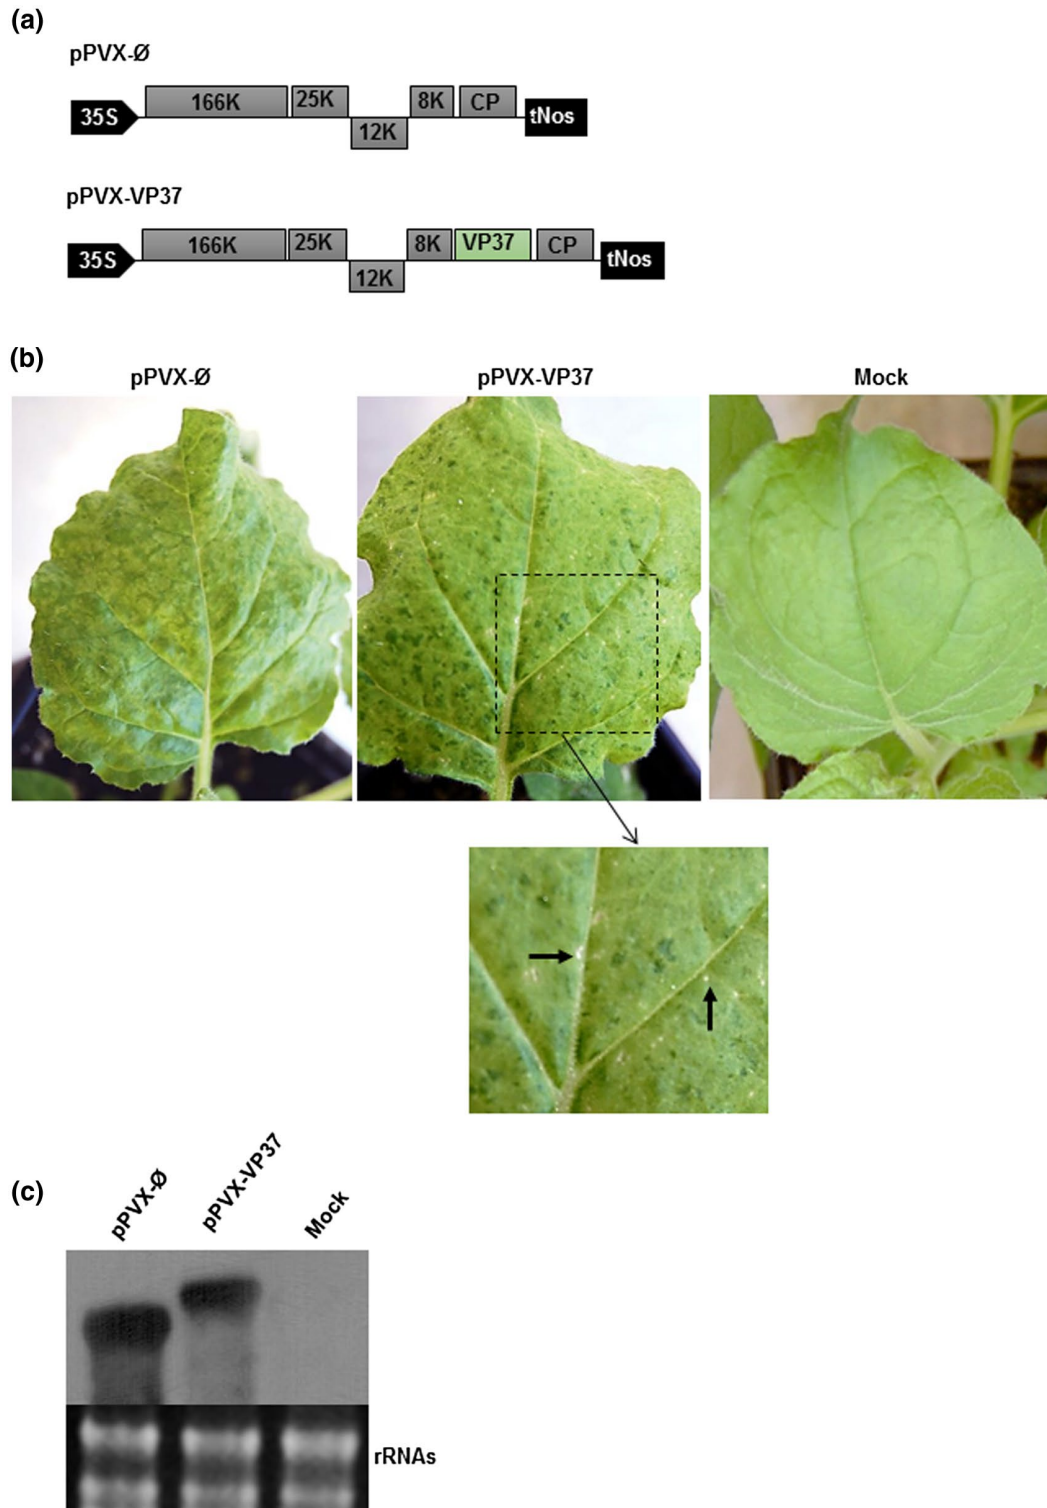 (a)
pPVX-Ø
35S 166K 25K 12K 8K CP tNos
pPVX-VP37
35S 166K 25K 12K 8K VP37 CP tNos
(b)
pPVX-Ø pPVX-VP37 Mock
(c)
pPVX-Ø pPVX-VP37 Mock
rRNAs